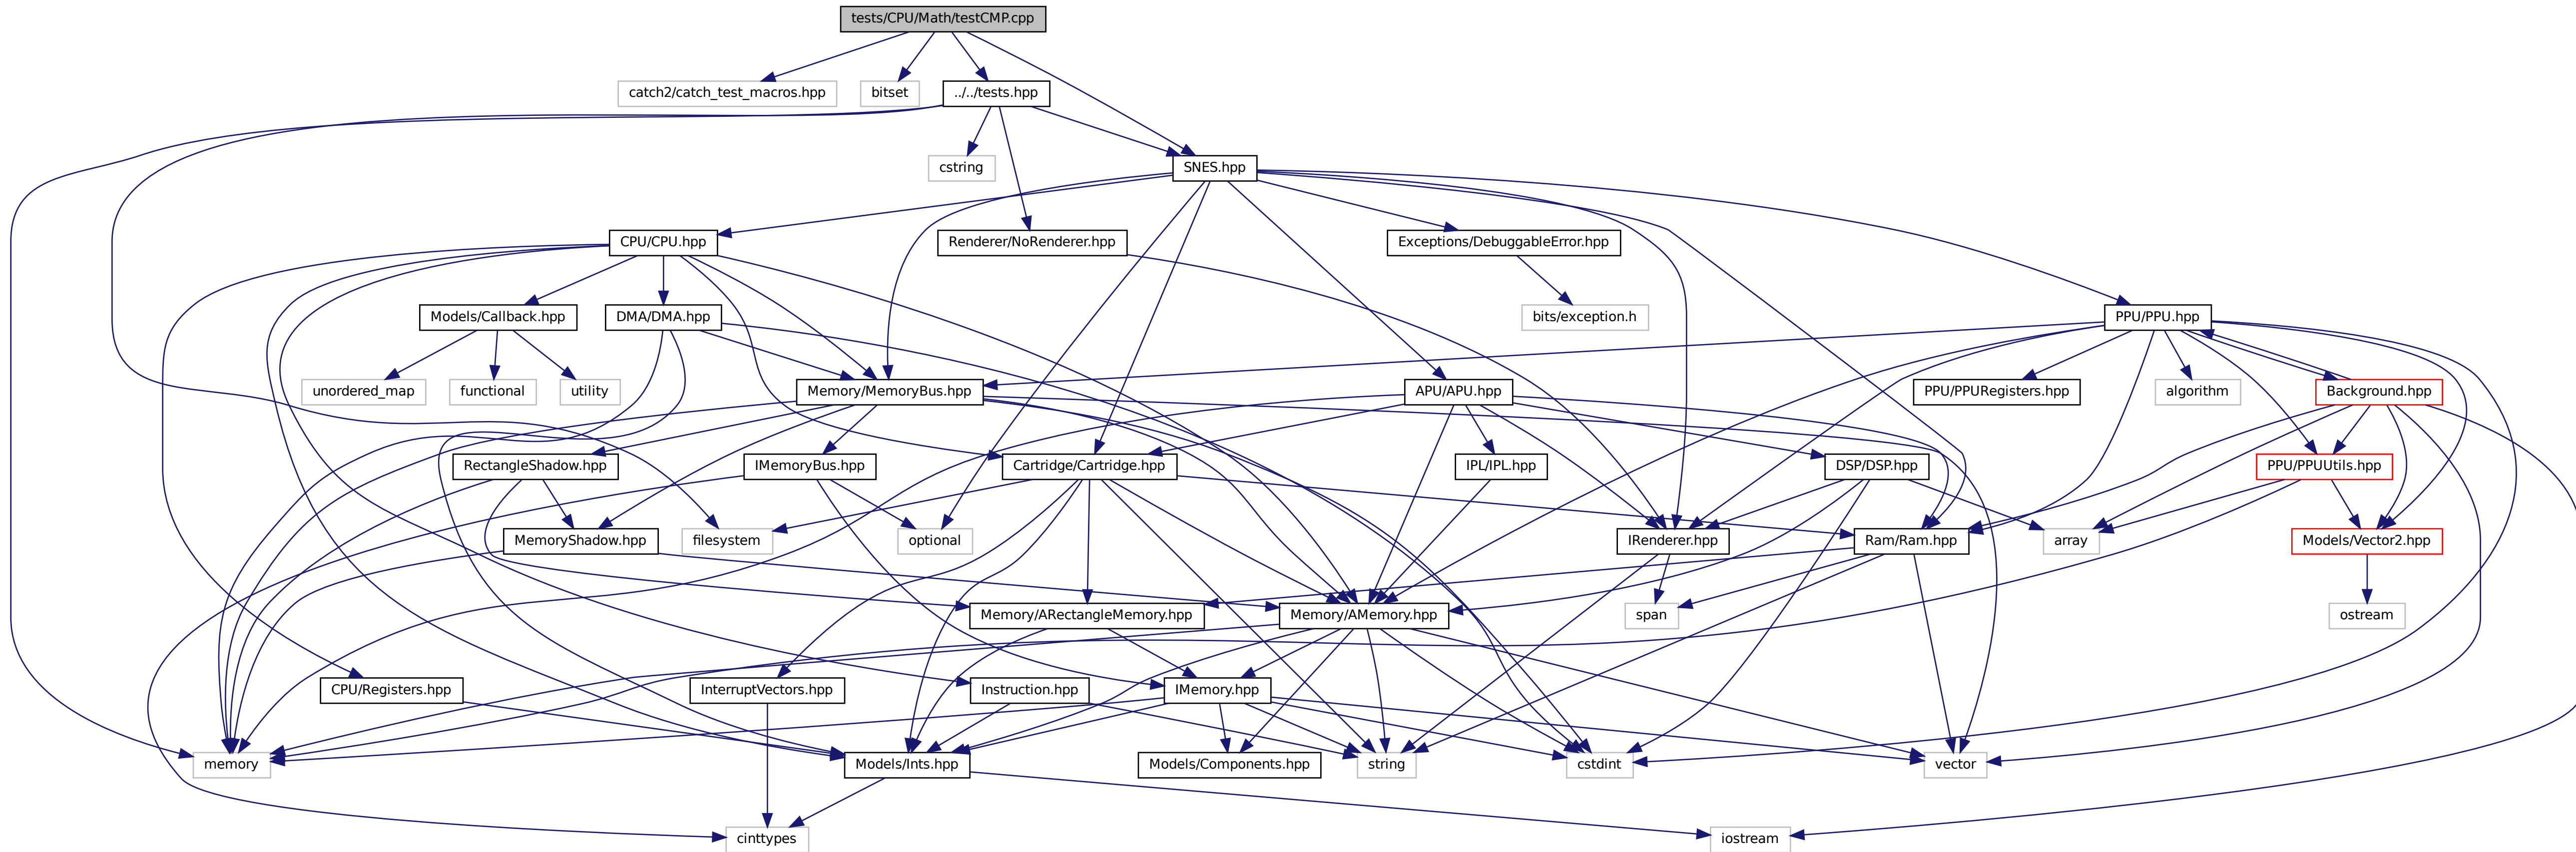 tests/CPU/Math/testCMP.cpp
catch2/catch_test_macros.hpp
bitset
../../tests.hpp
cstring
SNES.hpp
CPU/CPU.hpp
Renderer/NoRenderer.hpp
Exceptions/DebuggableError.hpp
Models/Callback.hpp
DMA/DMA.hpp
bits/exception.h
PPU/PPU.hpp
unordered_map
functional
utility
Memory/MemoryBus.hpp
APU/APU.hpp
PPU/PPURegisters.hpp
algorithm
Background.hpp
RectangleShadow.hpp
IMemoryBus.hpp
Cartridge/Cartridge.hpp
IPL/IPL.hpp
DSP/DSP.hpp
PPU/PPUUtils.hpp
MemoryShadow.hpp
filesystem
optional
IRenderer.hpp
Ram/Ram.hpp
array
Models/Vector2.hpp
Memory/ARectangleMemory.hpp
Memory/AMemory.hpp
span
ostream
CPU/Registers.hpp
InterruptVectors.hpp
Instruction.hpp
IMemory.hpp
memory
Models/Ints.hpp
Models/Components.hpp
string
cstdint
vector
cinttypes
iostream